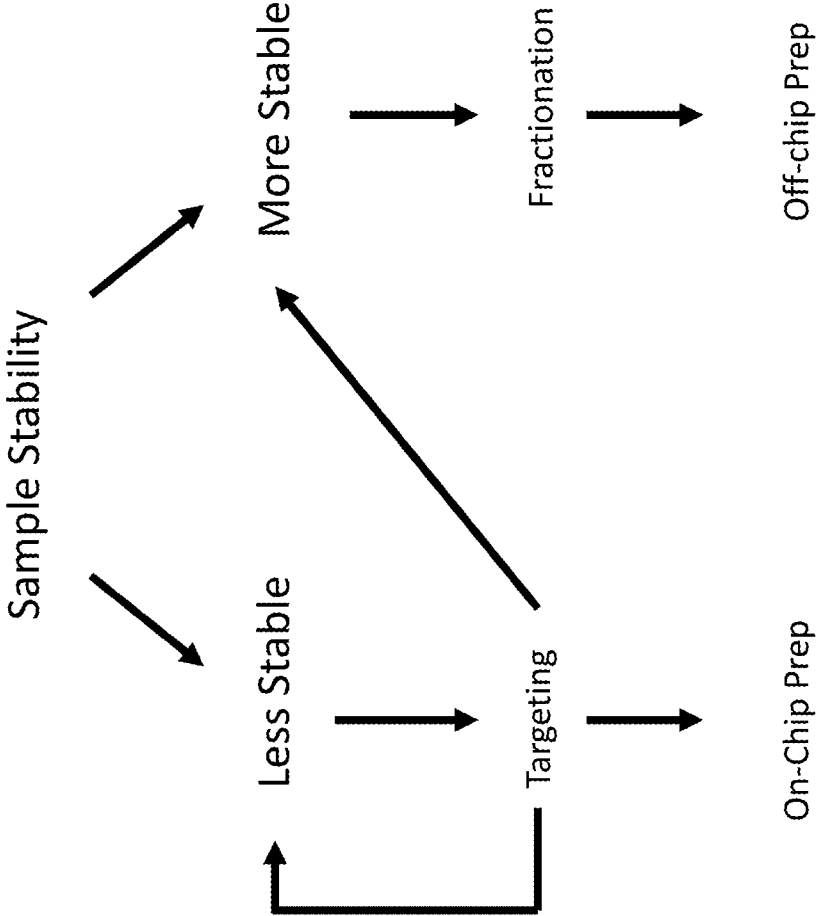 Sample Stability
Less Stable
More Stable
Targeting
Fractionation
On-Chip Prep
Off-chip Prep